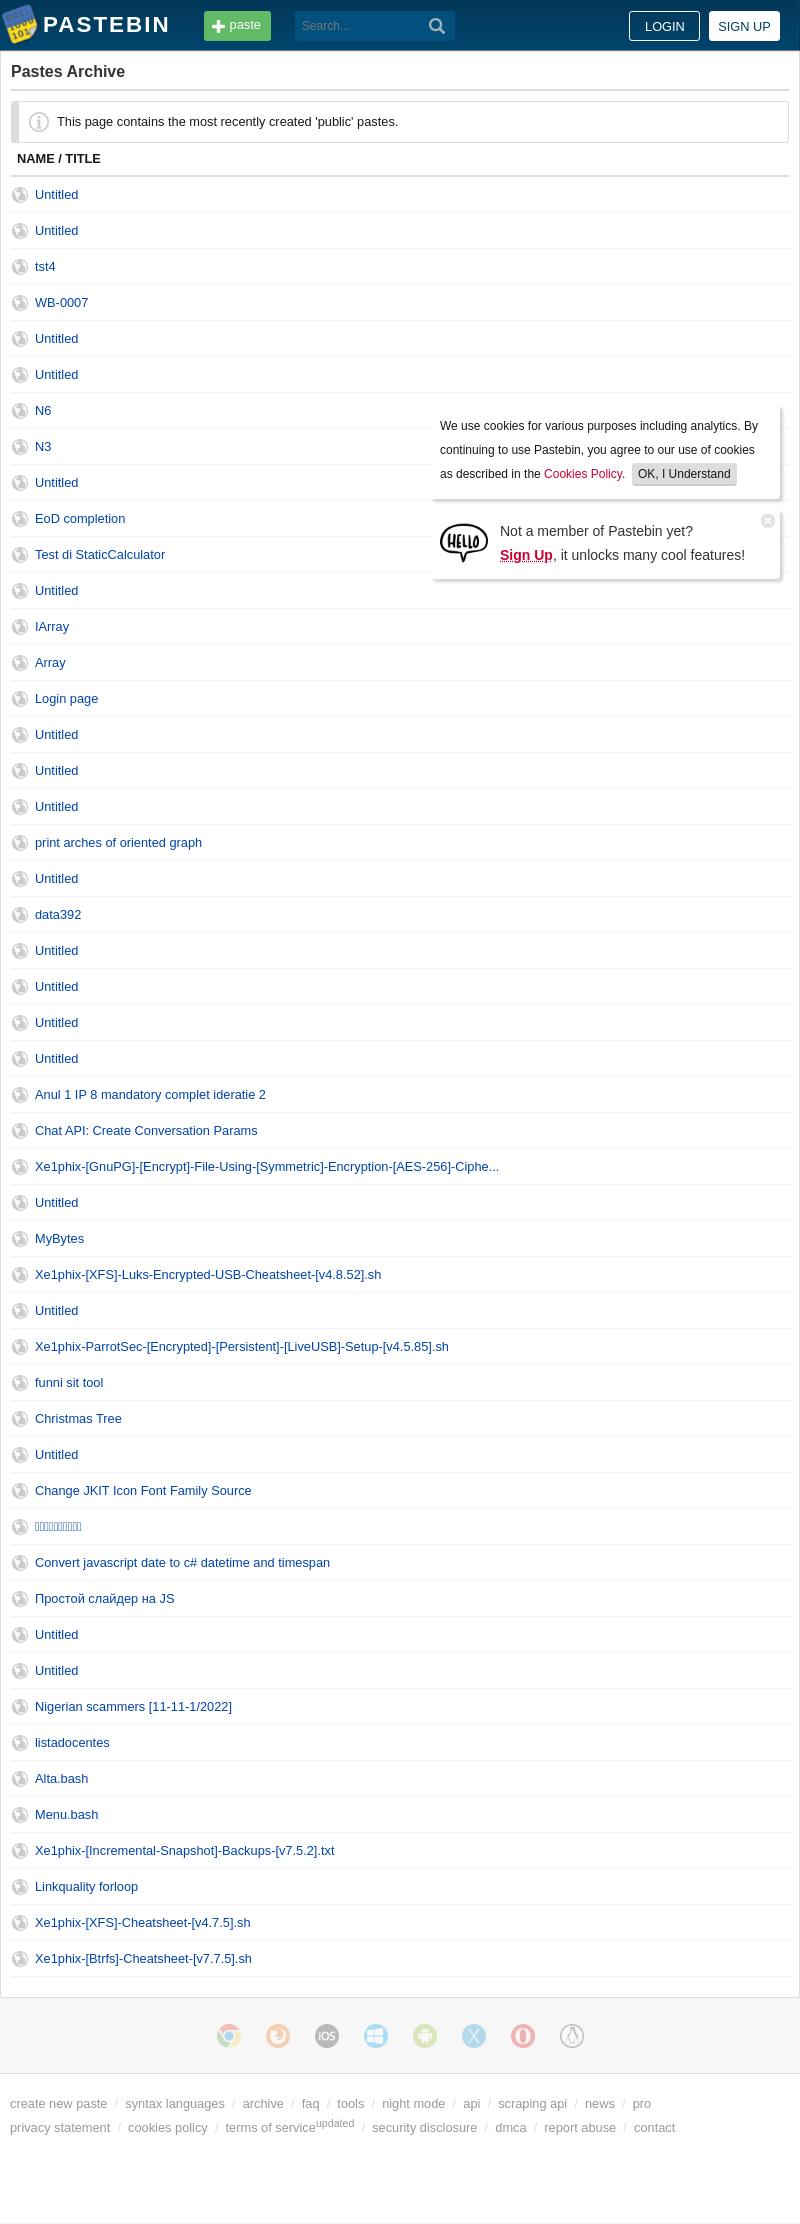 PASTEBIN
paste
Search...
LOGIN
SIGN UP
Pastes Archive
This page contains the most recently created 'public' pastes.
NAME / TITLE
Untitled
Untitled
tst4
WB-0007
Untitled
Untitled
N6
N3
Untitled
EoD completion
Test di StaticCalculator
Untitled
We use cookies for various purposes including analytics. By
continuing to use Pastebin, you agree to our use of cookies
as described in the Cookies Policy. OK, I Understand
HELLO
Not a member of Pastebin yet?
Sign Up, it unlocks many cool features!
IArray
Array
Login page
Untitled
Untitled
Untitled
print arches of oriented graph
Untitled
data392
Untitled
Untitled
Untitled
Untitled
Anul 1 IP 8 mandatory complet ideratie 2
Chat API: Create Conversation Params
Xe1phix-[GnuPG]-[Encrypt]-File-Using-[Symmetric]-Encryption-[AES-256]-Ciphe...
Untitled
MyBytes
Xe1phix-[XFS]-Luks-Encrypted-USB-Cheatsheet-[v4.8.52].sh
Untitled
Xe1phix-ParrotSec-[Encrypted]-[Persistent]-[LiveUSB]-Setup-[v4.5.85].sh
funni sit tool
Christmas Tree
Untitled
Change JKIT Icon Font Family Source
Convert javascript date to c# datetime and timespan
Простой слайдер на JS
Untitled
Untitled
Nigerian scammers [11-11-1/2022]
listadocentes
Alta.bash
Menu.bash
Xe1phix-[Incremental-Snapshot]-Backups-[v7.5.2].txt
Linkquality forloop
Xe1phix-[XFS]-Cheatsheet-[v4.7.5].sh
Xe1phix-[Btrfs]-Cheatsheet-[v7.7.5].sh
iOS
create new paste / syntax languages / archive / faq / tools / night mode / api / scraping api / news / pro
privacy statement / cookies policy / terms of service updated / security disclosure / dmca / report abuse / contact